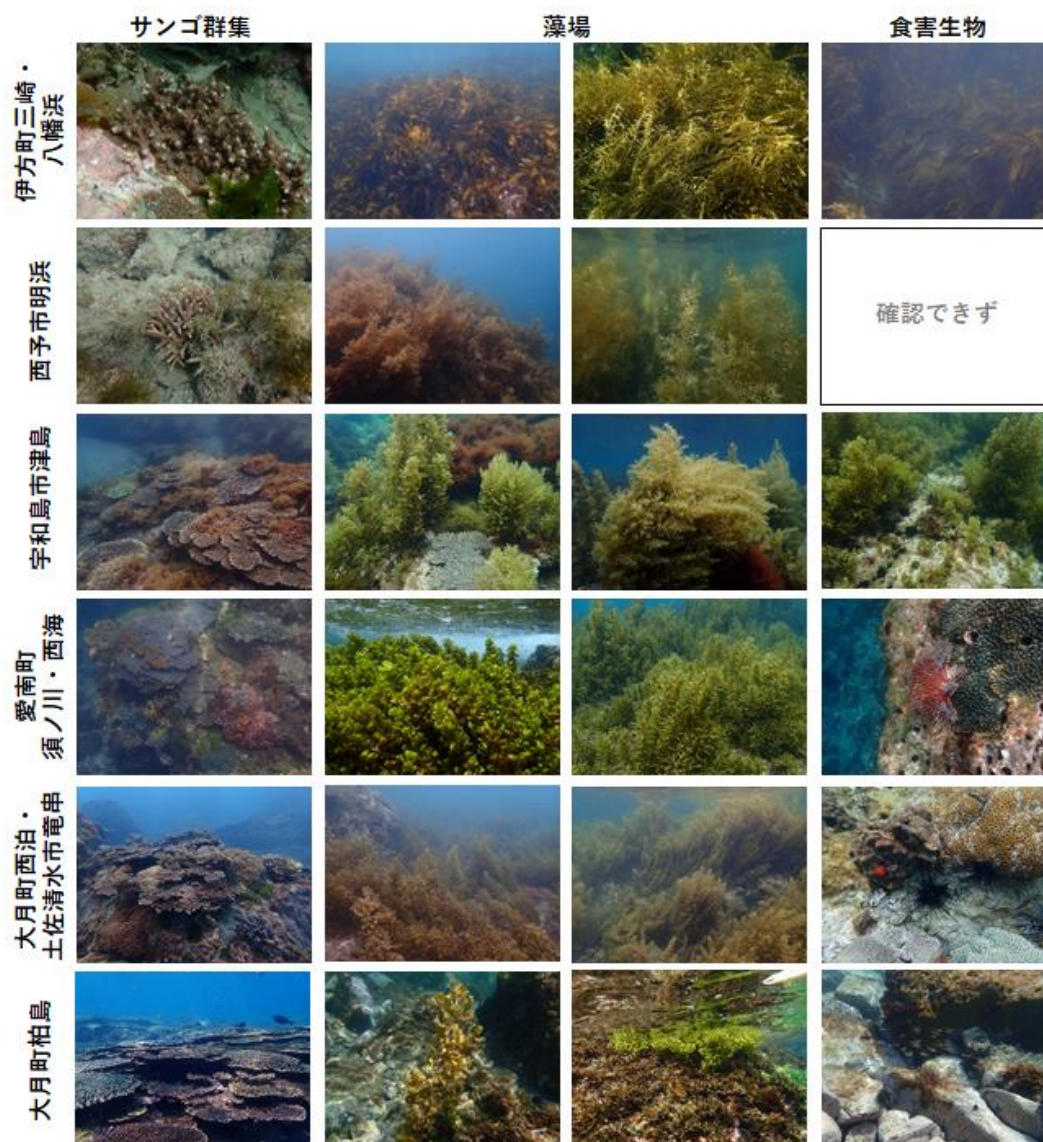 サンゴ群集
藻場
食害生物
伊方町三崎・
八幡浜
西予市明浜
確認できず
宇和島市津島
愛南町
須ノ川・西海
大月町西泊・
土佐清水市竜串
大月町柏島